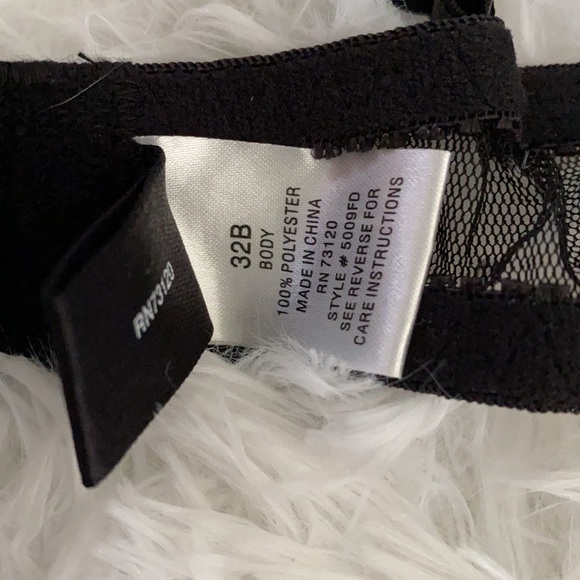 32B
BODY
100% POLYESTER
MADE IN CHINA
RN 73120
STYLE # 5009FD
SEE REVERSE FOR
CARE INSTRUCTIONS
RN73120